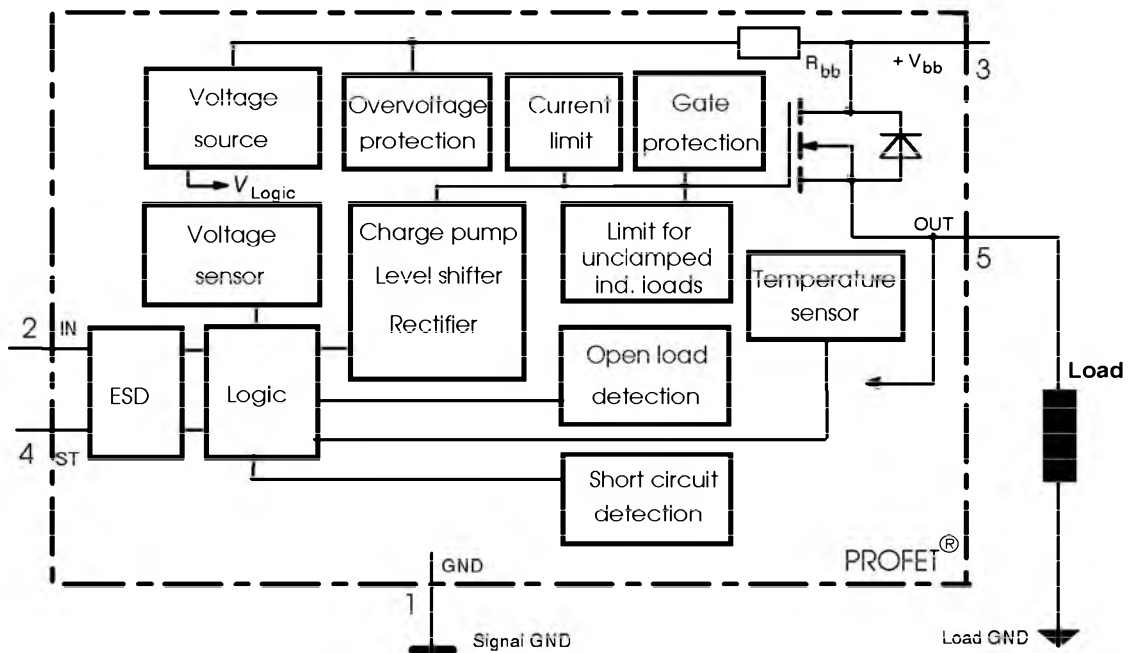 R bb
+ V bb
3
Voltage
source
Overvoltage
protection
Current
limit
Gate
protection
V Logic
Voltage
sensor
Charge pump
Level shifter
Rectifier
Limit for
unclamped
ind. loads
OUT
5
Temperature
sensor
2
IN
ESD
Logic
Open load
detection
Load
4
ST
Short circuit
detection
PROFET®
GND
1
Signal GND
Load GND